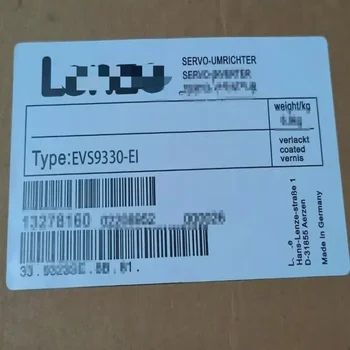 SERVO-UMRICHTER
SERVO-INVERTER
weight/kg
verlackt
coated
vernis
Type:EVS9330-EI
13278160 000026
Hans-Lenze-straße 1
D-31855 Aerzen
Made in Germany